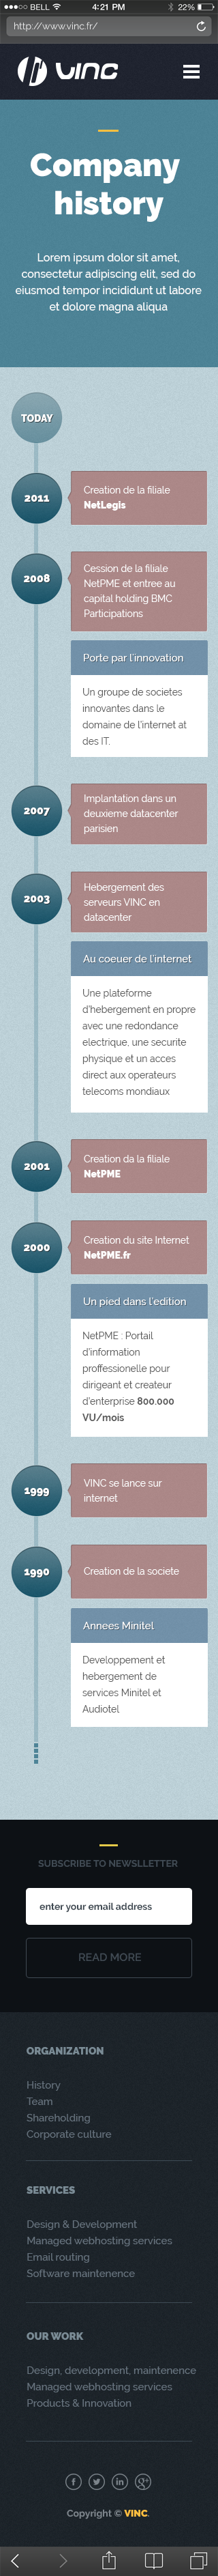 BELL
4:21 PM
22%
http://www.vinc.fr/
VINC
Company
history
Lorem ipsum dolor sit amet,
consectetur adipiscing elit, sed do
eiusmod tempor incididunt ut labore
et dolore magna aliqua
TODAY
2011
Creation de la filiale
NetLegis
2008
Cession de la filiale
NetPME et entree au
capital holding BMC
Participations
Porte par l'innovation
Un groupe de societes
innovantes dans le
domaine de l'internet at
des IT.
2007
Implantation dans un
deuxieme datacenter
parisien
2003
Hebergement des
serveurs VINC en
datacenter
Au coeuer de l'internet
Une plateforme
d'hebergement en propre
avec une redondance
electrique, une securite
physique et un acces
direct aux operateurs
telecoms mondiaux
2001
Creation da la filiale
NetPME
2000
Creation du site Internet
NetPME.fr
Un pied dans l'edition
NetPME : Portail
d'information
proffesionelle pour
dirigeant et createur
d'enterprise 800.000
VU/mois
1999
VINC se lance sur
internet
1990
Creation de la societe
Annees Minitel
Developpement et
hebergement de
services Minitel et
Audiotel
SUBSCRIBE TO NEWSLLETTER
enter your email address
READ MORE
ORGANIZATION
History
Team
Shareholding
Corporate culture
SERVICES
Design & Development
Managed webhosting services
Email routing
Software maintenence
OUR WORK
Design, development, maintenence
Managed webhosting services
Products & Innovation
Copyright © VINC.